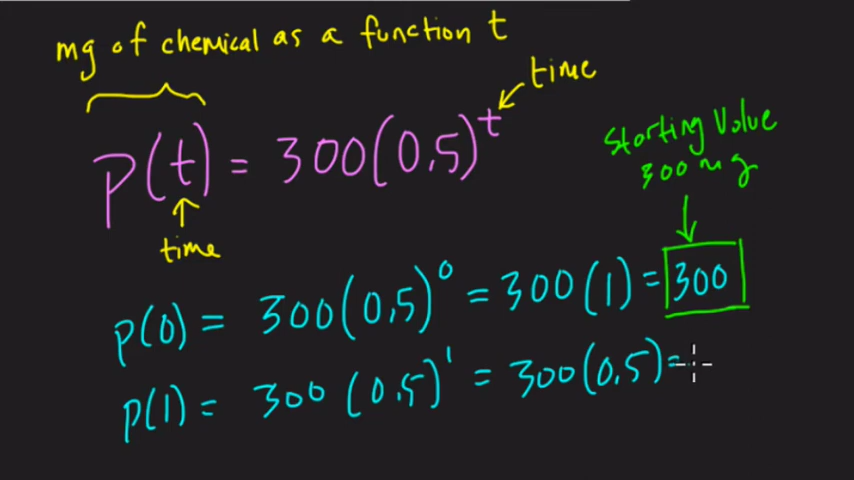 mg of chemical as a function t
time
P(t) = 300(0.5)^t
time
Starting Value
300 mg
P(0) = 300(0.5)^0 = 300(1) = 300
P(1) = 300 (0.5)^1 = 300(0.5) =